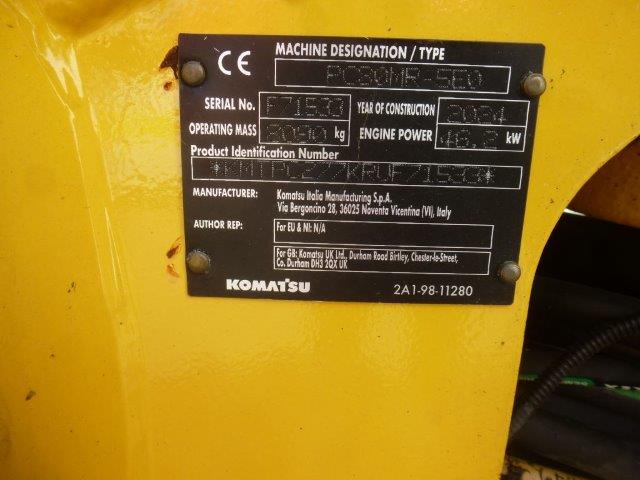 CE
MACHINE DESIGNATION / TYPE
PC80MR-5E0
SERIAL No. F71533 YEAR OF CONSTRUCTION 2024
OPERATING MASS 8090 kg ENGINE POWER 46.2 kW
Product Identification Number
*KMTPC277KRUF71533*
MANUFACTURER: Komatsu Italia Manufacturing S.p.A.
Via Bergoncino 28, 36025 Noventa Vicentina (VI), Italy
AUTHOR REP: For EU & NI: N/A
For GB: Komatsu UK Ltd., Durham Road Birtley, Chester-le-Street,
Co. Durham DH3 2QX UK
KOMATSU 2A1-98-11280